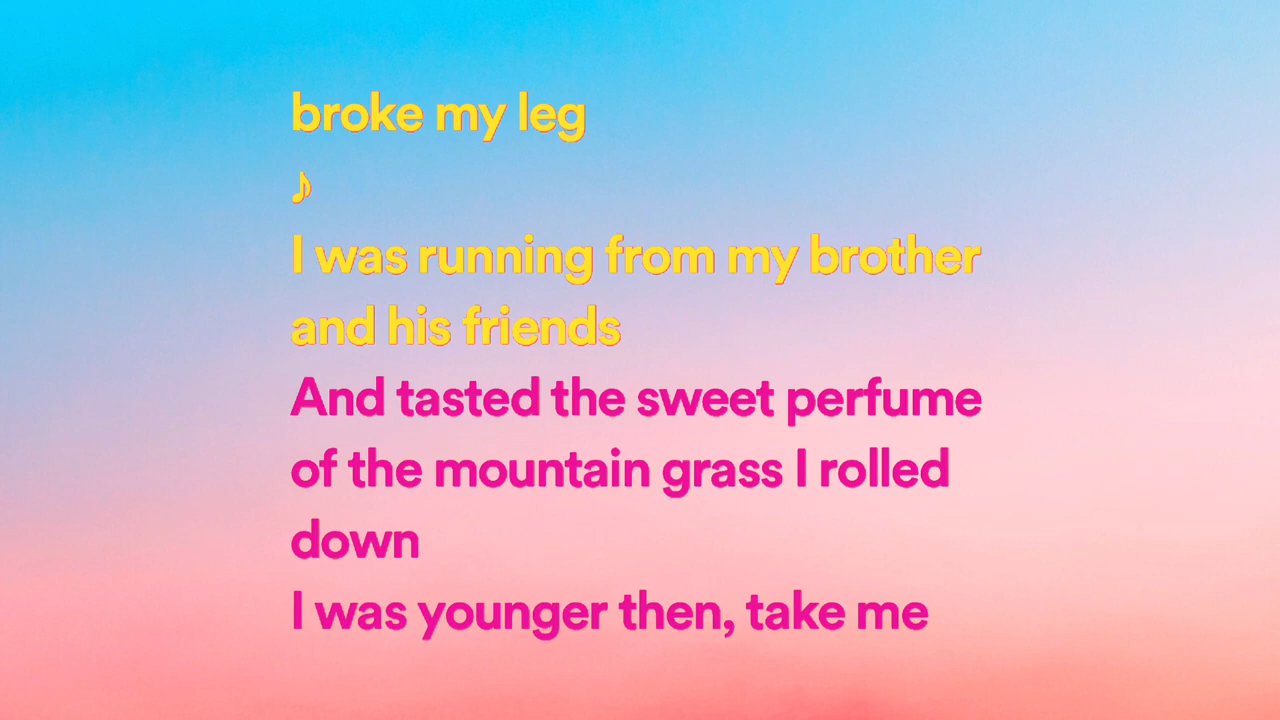 broke my leg
♪
I was running from my brother
and his friends
And tasted the sweet perfume
of the mountain grass I rolled
down
I was younger then, take me